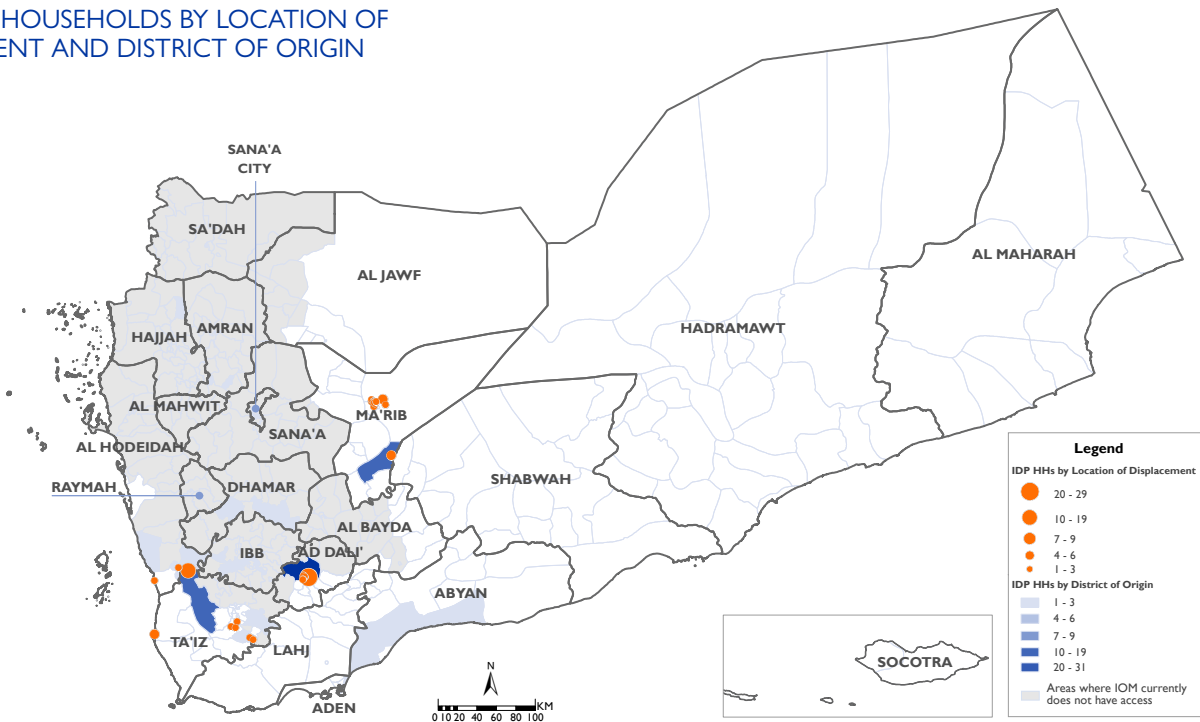 HOUSEHOLDS BY LOCATION OF
ENT AND DISTRICT OF ORIGIN
SANA'A
CITY
SA'DAH
AL JAWF
AL MAHARAH
HAJJAH
AMRAN
HADRAMAWT
AL MAHWIT
MA'RIB
SANA'A
AL HODEIDAH
SHABWAH
RAYMAH
DHAMAR
AL BAYDA
IBB
AD DALI'
ABYAN
TA'IZ
LAHJ
ADEN
SOCOTRA
N
0 10 20 40 60 80 100 KM
Legend
IDP HHs by Location of Displacement
20 - 29
10 - 19
7 - 9
4 - 6
1 - 3
IDP HHs by District of Origin
1 - 3
4 - 6
7 - 9
10 - 19
20 - 31
Areas where IOM currently
does not have access